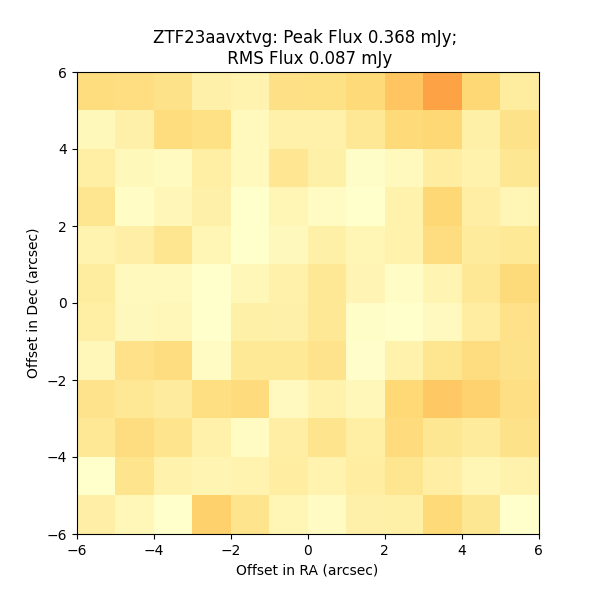 ZTF23aavxtvg: Peak Flux 0.368 mJy;
RMS Flux 0.087 mJy
6
4
2
0
−2
−4
−6
Offset in Dec (arcsec)
−6 −4 −2 0 2 4 6
Offset in RA (arcsec)